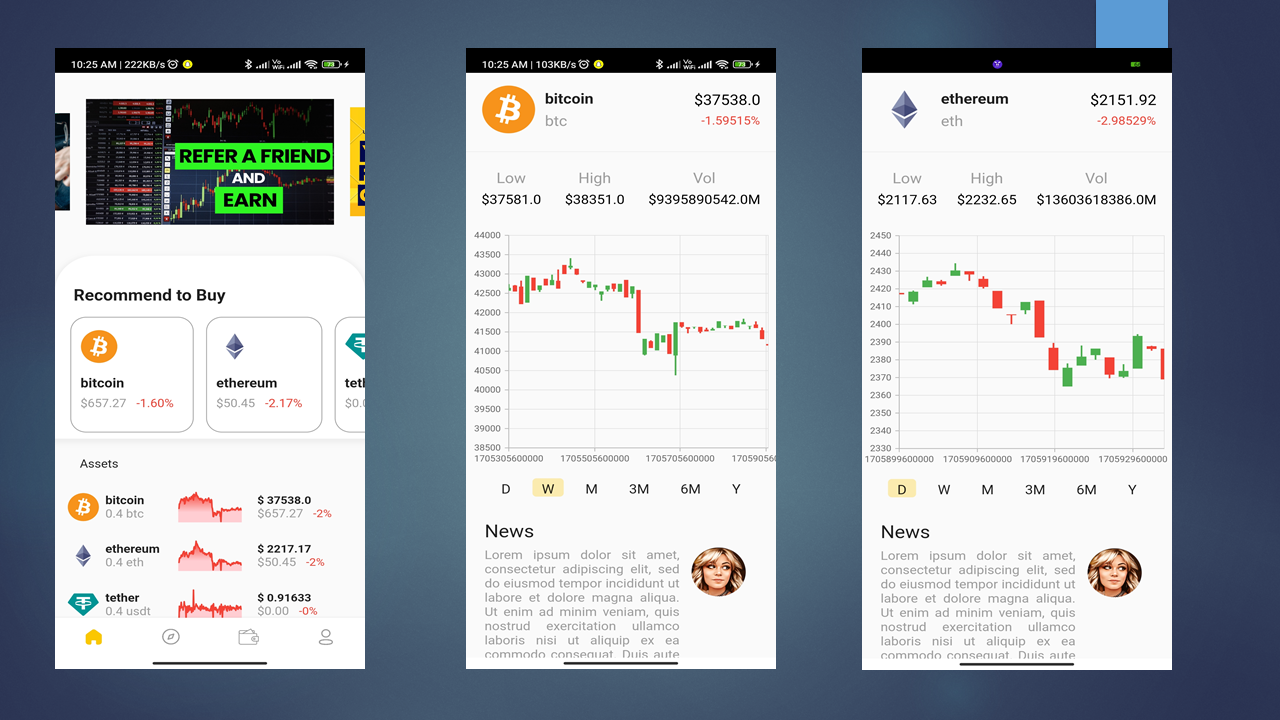 10:25 AM | 222KB/s
Vo
WiFi
REFER A FRIEND
AND
EARN
Recommend to Buy
bitcoin
$657.27 -1.60%
ethereum
$50.45 -2.17%
Assets
bitcoin
0.4 btc
$ 37538.0
$657.27 -2%
ethereum
0.4 eth
$ 2217.17
$50.45 -2%
tether
0.4 usdt
$ 0.91633
$0.00 -0%
10:25 AM | 103KB/s
Vo
WiFi
bitcoin
btc
$37538.0
-1.59515%
Low High Vol
$37581.0 $38351.0 $9395890542.0M
44000
43500
43000
42500
42000
41500
41000
40500
40000
39500
39000
38500
1705305600000 1705505600000 1705705600000 170590560
D W M 3M 6M Y
News
Lorem ipsum dolor sit amet,
consectetur adipiscing elit, sed
do eiusmod tempor incididunt ut
labore et dolore magna aliqua.
Ut enim ad minim veniam, quis
nostrud exercitation ullamco
laboris nisi ut aliquip ex ea
commodo consequat. Duis aute
ethereum
eth
$2151.92
-2.98529%
Low High Vol
$2117.63 $2232.65 $13603618386.0M
2450
2440
2430
2420
2410
2400
2390
2380
2370
2360
2350
2340
2330
1705899600000 1705909600000 1705919600000 1705929600000
D W M 3M 6M Y
News
Lorem ipsum dolor sit amet,
consectetur adipiscing elit, sed
do eiusmod tempor incididunt ut
labore et dolore magna aliqua.
Ut enim ad minim veniam, quis
nostrud exercitation ullamco
laboris nisi ut aliquip ex ea
commodo consequat. Duis aute